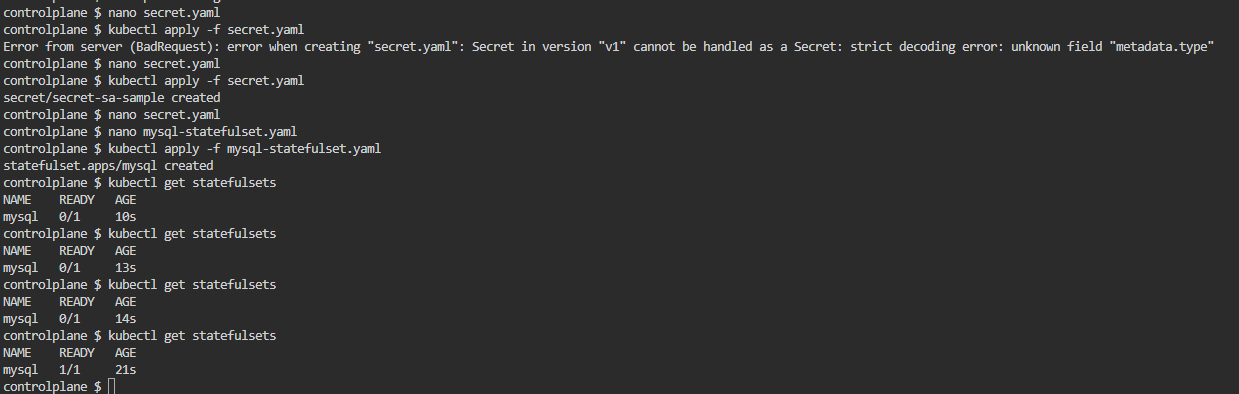 controlplane $ nano secret.yaml
controlplane $ kubectl apply -f secret.yaml
Error from server (BadRequest): error when creating "secret.yaml": Secret in version "v1" cannot be handled as a Secret: strict decoding error: unknown field "metadata.type"
controlplane $ nano secret.yaml
controlplane $ kubectl apply -f secret.yaml
secret/secret-sa-sample created
controlplane $ nano secret.yaml
controlplane $ nano mysql-statefulset.yaml
controlplane $ kubectl apply -f mysql-statefulset.yaml
statefulset.apps/mysql created
controlplane $ kubectl get statefulsets
NAME    READY   AGE
mysql   0/1     10s
controlplane $ kubectl get statefulsets
NAME    READY   AGE
mysql   0/1     13s
controlplane $ kubectl get statefulsets
NAME    READY   AGE
mysql   0/1     14s
controlplane $ kubectl get statefulsets
NAME    READY   AGE
mysql   1/1     21s
controlplane $